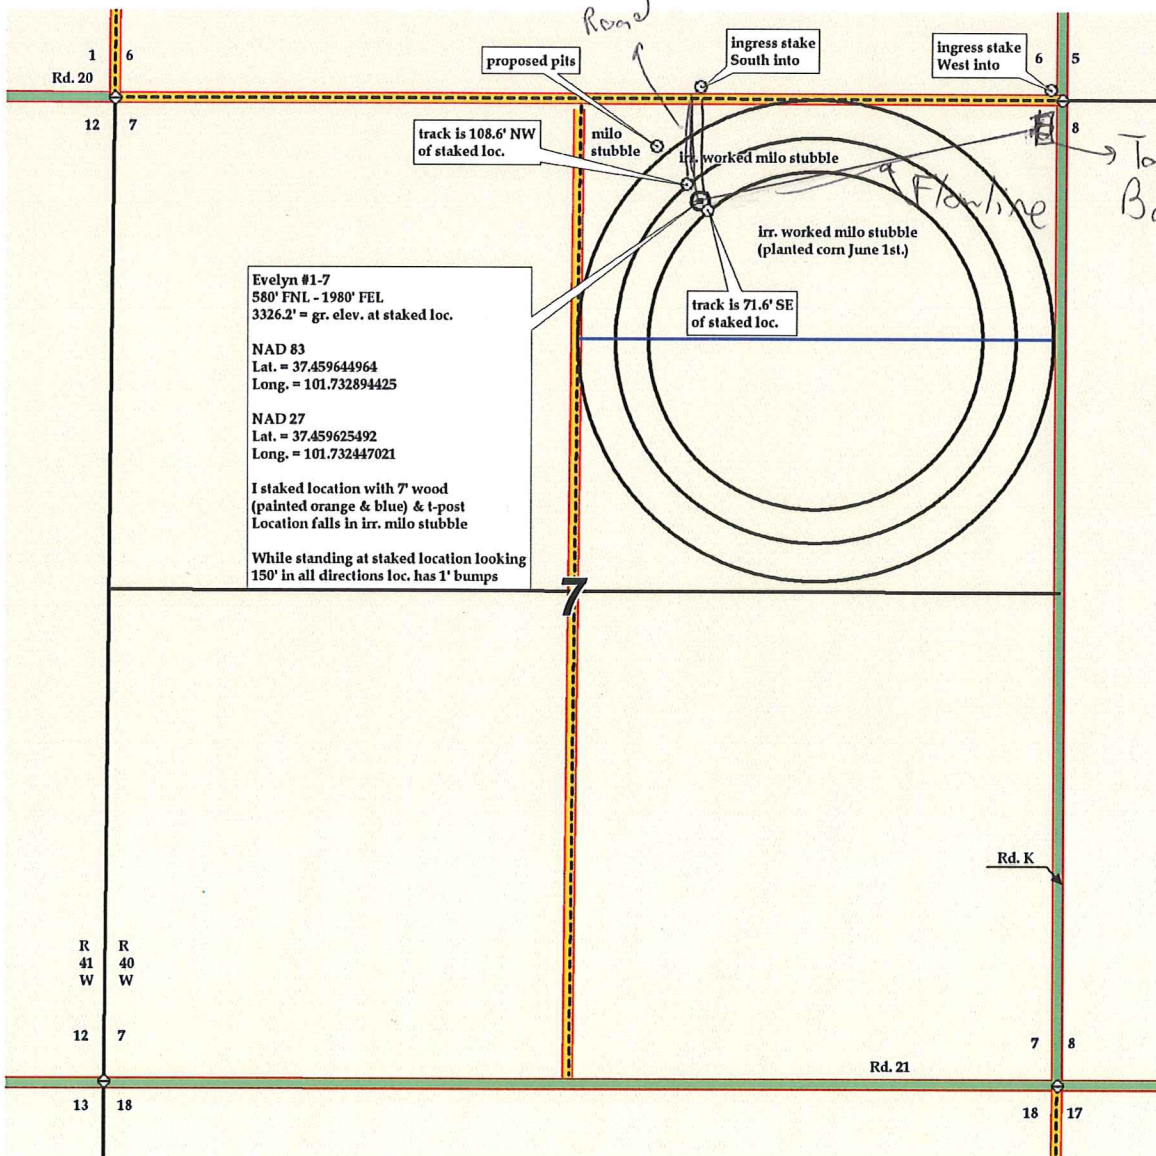 Road
1 6
6 5
Rd. 20
proposed pits
ingress stake
South into
ingress stake
West into
12 7
8
track is 108.6' NW
of staked loc.
milo
stubble
irr. worked milo stubble
Flowline
irr. worked milo stubble
(planted corn June 1st.)
track is 71.6' SE
of staked loc.
Evelyn #1-7
580' FNL - 1980' FEL
3326.2' = gr. elev. at staked loc.
NAD 83
Lat. = 37.459644964
Long. = 101.732894425
NAD 27
Lat. = 37.459625492
Long. = 101.732447021
I staked location with 7' wood
(painted orange & blue) & t-post
Location falls in irr. milo stubble
While standing at staked location looking
150' in all directions loc. has 1' bumps
7
Rd. K
R R
41 40
W W
12 7
7 8
Rd. 21
13 18
18 17